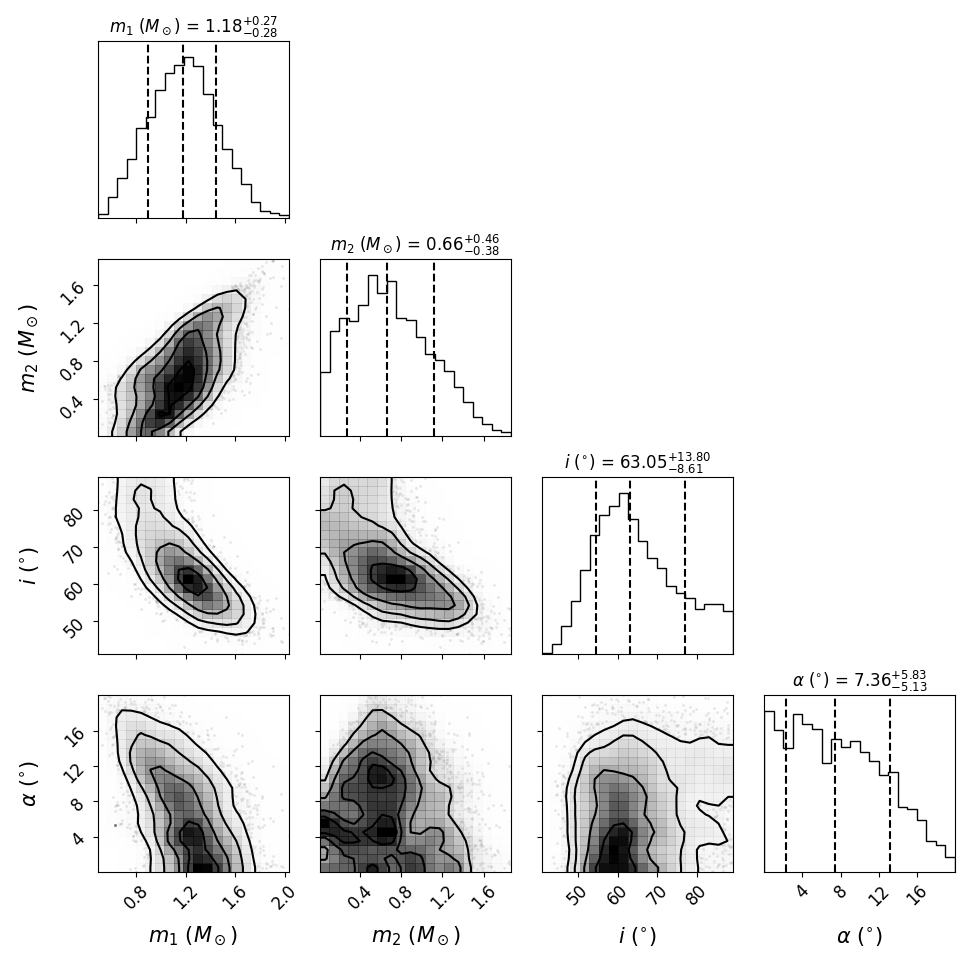 m₁ (M⊙) = 1.18⁺⁰·²⁷₋₀.₂₈
m₂ (M⊙) = 0.66⁺⁰·⁴⁶₋₀.₃₈
1.6
1.2
0.8
0.4
m₂ (M⊙)
i (°) = 63.05⁺¹³·⁸⁰₋₈.₆₁
80
70
60
50
i (°)
α (°) = 7.36⁺⁵·⁸³₋₅.₁₃
16
12
8
4
α (°)
0.8 1.2 1.6 2.0 0.4 0.8 1.2 1.6 50 60 70 80 4 8 12 16
m₁ (M⊙) m₂ (M⊙) i (°) α (°)